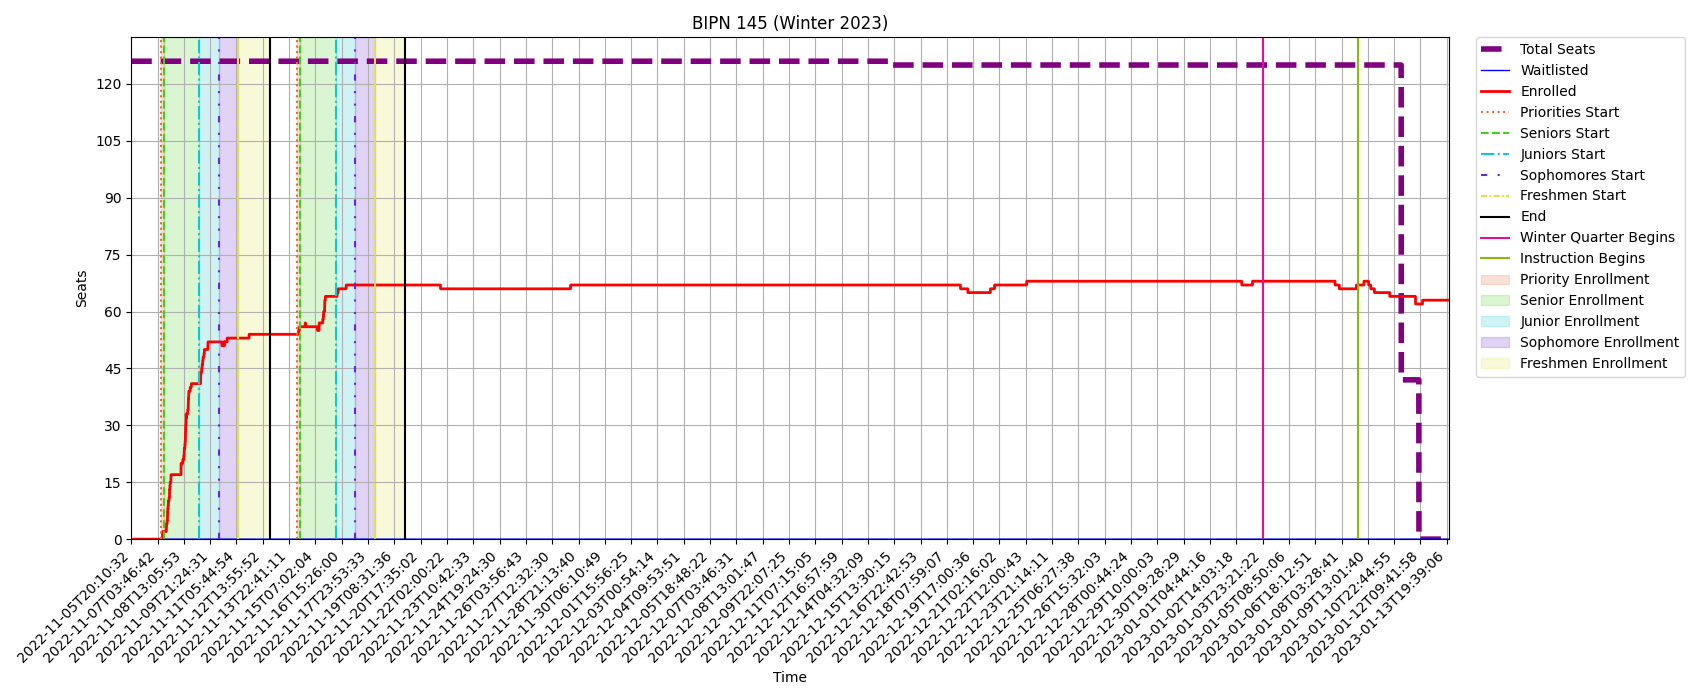 BIPN 145 (Winter 2023)
Seats
120
105
90
75
60
45
30
15
0
2022-11-05T20:10:32
2022-11-07T03:46:42
2022-11-08T13:05:53
2022-11-09T21:24:31
2022-11-11T05:44:54
2022-11-12T13:55:52
2022-11-13T22:41:11
2022-11-15T07:02:04
2022-11-16T15:26:00
2022-11-17T23:53:33
2022-11-19T08:31:36
2022-11-20T17:35:02
2022-11-22T02:00:22
2022-11-23T10:42:33
2022-11-24T19:24:30
2022-11-26T03:56:43
2022-11-27T12:32:30
2022-11-28T21:13:40
2022-11-30T06:10:49
2022-12-01T15:56:25
2022-12-03T00:54:14
2022-12-04T09:53:51
2022-12-05T18:48:22
2022-12-07T03:46:31
2022-12-08T13:01:47
2022-12-09T22:07:25
2022-12-11T07:15:05
2022-12-12T16:57:59
2022-12-14T04:32:09
2022-12-15T13:30:15
2022-12-16T22:42:53
2022-12-18T07:59:07
2022-12-19T17:00:36
2022-12-21T02:16:02
2022-12-22T12:00:43
2022-12-23T21:14:11
2022-12-25T06:27:38
2022-12-26T15:32:03
2022-12-28T00:44:24
2022-12-29T10:00:03
2022-12-30T19:28:29
2023-01-01T04:44:16
2023-01-02T14:03:18
2023-01-03T23:21:22
2023-01-05T08:50:06
2023-01-06T18:12:51
2023-01-08T03:28:41
2023-01-09T13:01:40
2023-01-10T22:44:55
2023-01-12T09:41:58
2023-01-13T19:39:06
Time
Total Seats
Waitlisted
Enrolled
Priorities Start
Seniors Start
Juniors Start
Sophomores Start
Freshmen Start
End
Winter Quarter Begins
Instruction Begins
Priority Enrollment
Senior Enrollment
Junior Enrollment
Sophomore Enrollment
Freshmen Enrollment